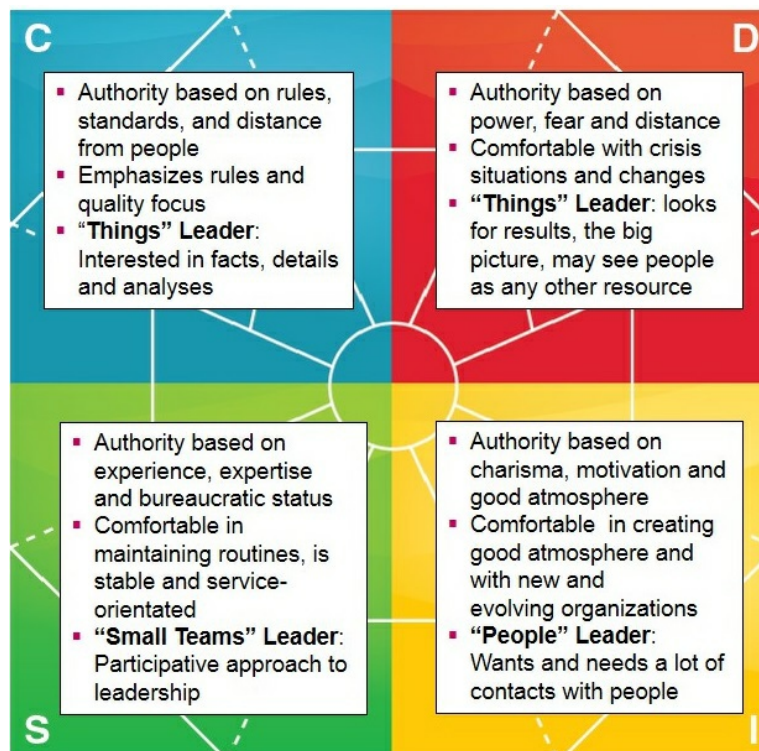 C
▪ Authority based on rules,
standards, and distance
from people
▪ Emphasizes rules and
quality focus
▪ “Things” Leader:
Interested in facts, details
and analyses
D
▪ Authority based on
power, fear and distance
▪ Comfortable with crisis
situations and changes
▪ “Things” Leader: looks
for results, the big
picture, may see people
as any other resource
▪ Authority based on
experience, expertise
and bureaucratic status
▪ Comfortable in
maintaining routines, is
stable and service-
orientated
▪ “Small Teams” Leader:
Participative approach to
leadership
S
▪ Authority based on
charisma, motivation and
good atmosphere
▪ Comfortable in creating
good atmosphere and
with new and
evolving organizations
▪ “People” Leader:
Wants and needs a lot of
contacts with people
I